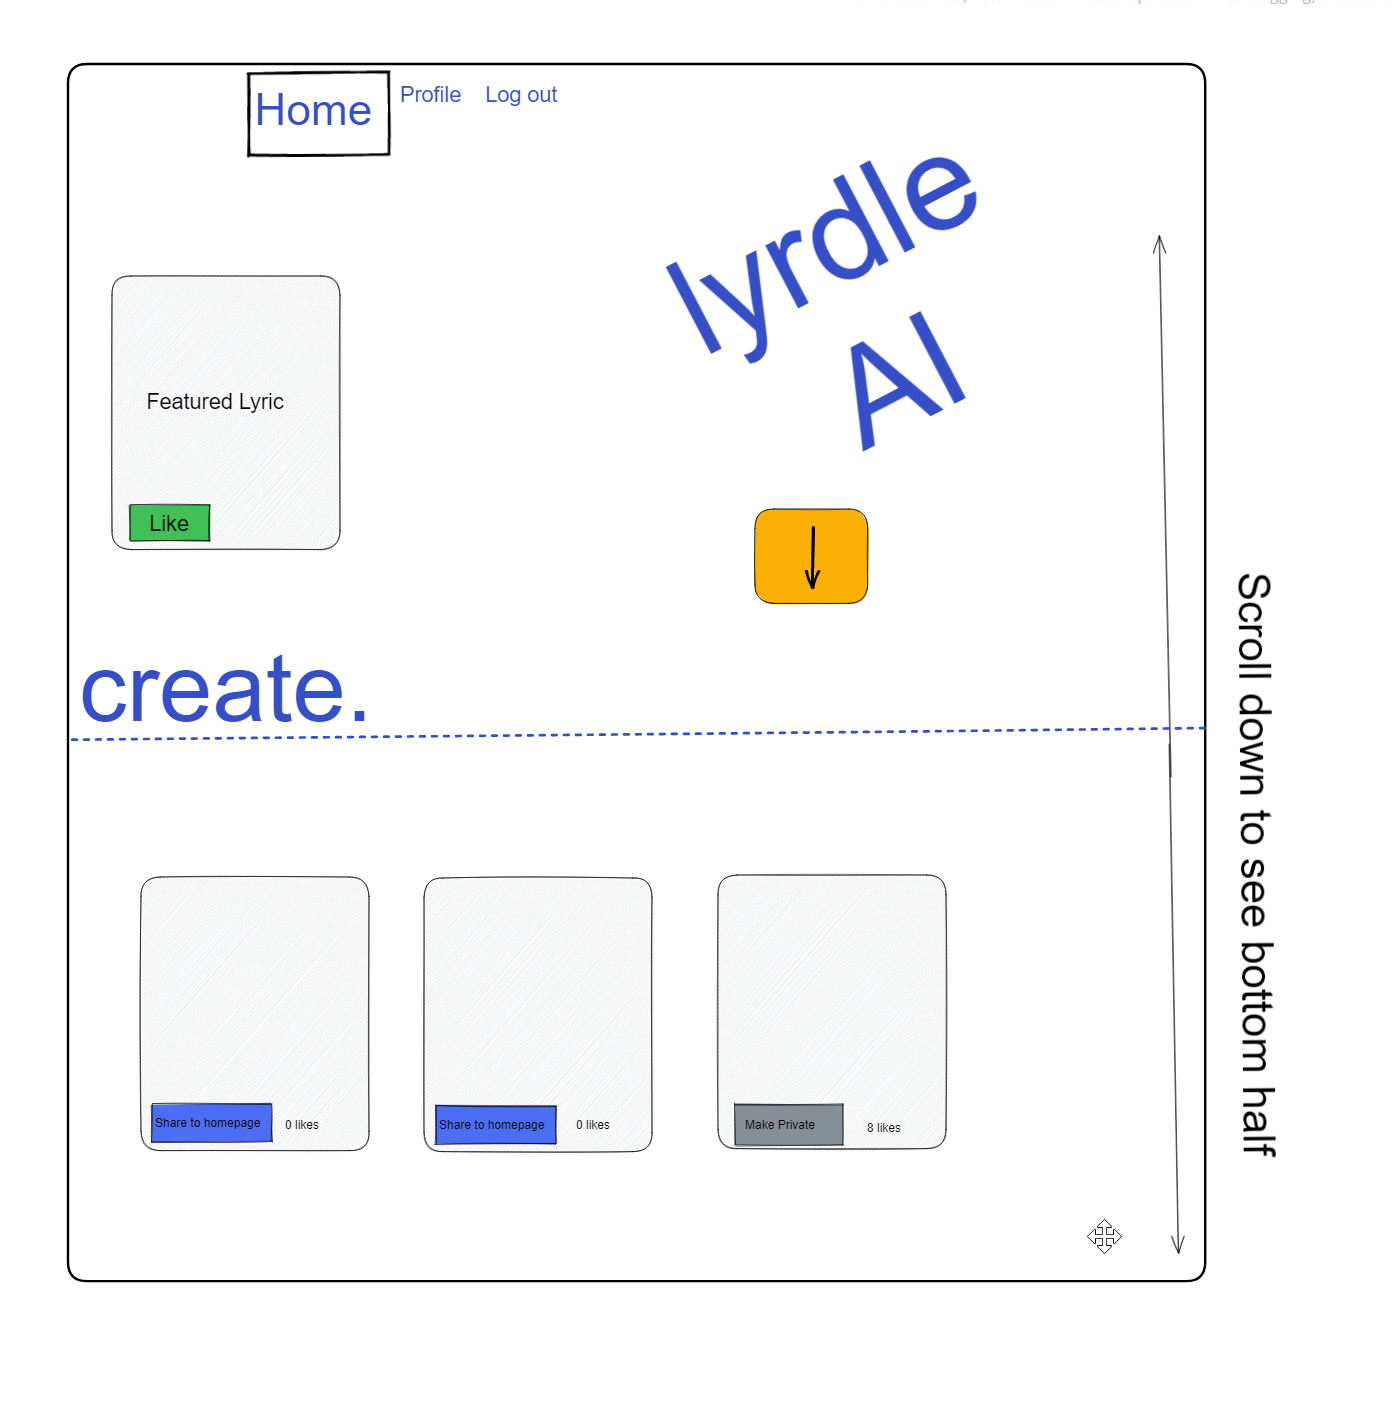 Home
Profile
Log out
lyrdle
AI
Featured Lyric
Like
create.
Scroll down to see bottom half
Share to homepage
0 likes
Share to homepage
0 likes
Make Private
8 likes